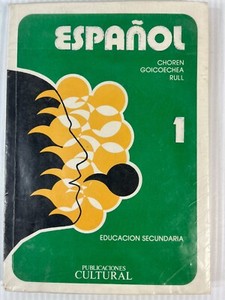 ESPAÑOL
CHOREN
GOICOECHEA
RULL
1
EDUCACION SECUNDARIA
PUBLICACIONES
CULTURAL